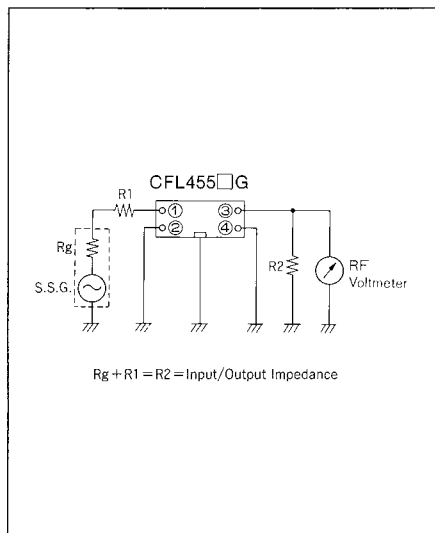 CFL455□G
R1
① ③
② ④
Rg
R2
RF
Voltmeter
S.S.G.
Rg+R1=R2=Input/Output Impedance